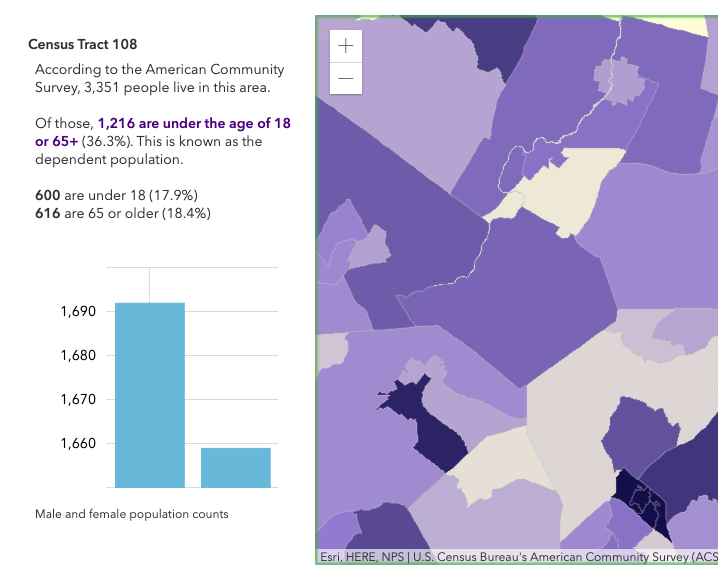 Census Tract 108
According to the American Community
Survey, 3,351 people live in this area.
Of those, 1,216 are under the age of 18
or 65+ (36.3%). This is known as the
dependent population.
600 are under 18 (17.9%)
616 are 65 or older (18.4%)
1,690
1,680
1,670
1,660
Male and female population counts
+
−
Esri, HERE, NPS | U.S. Census Bureau's American Community Survey (ACS